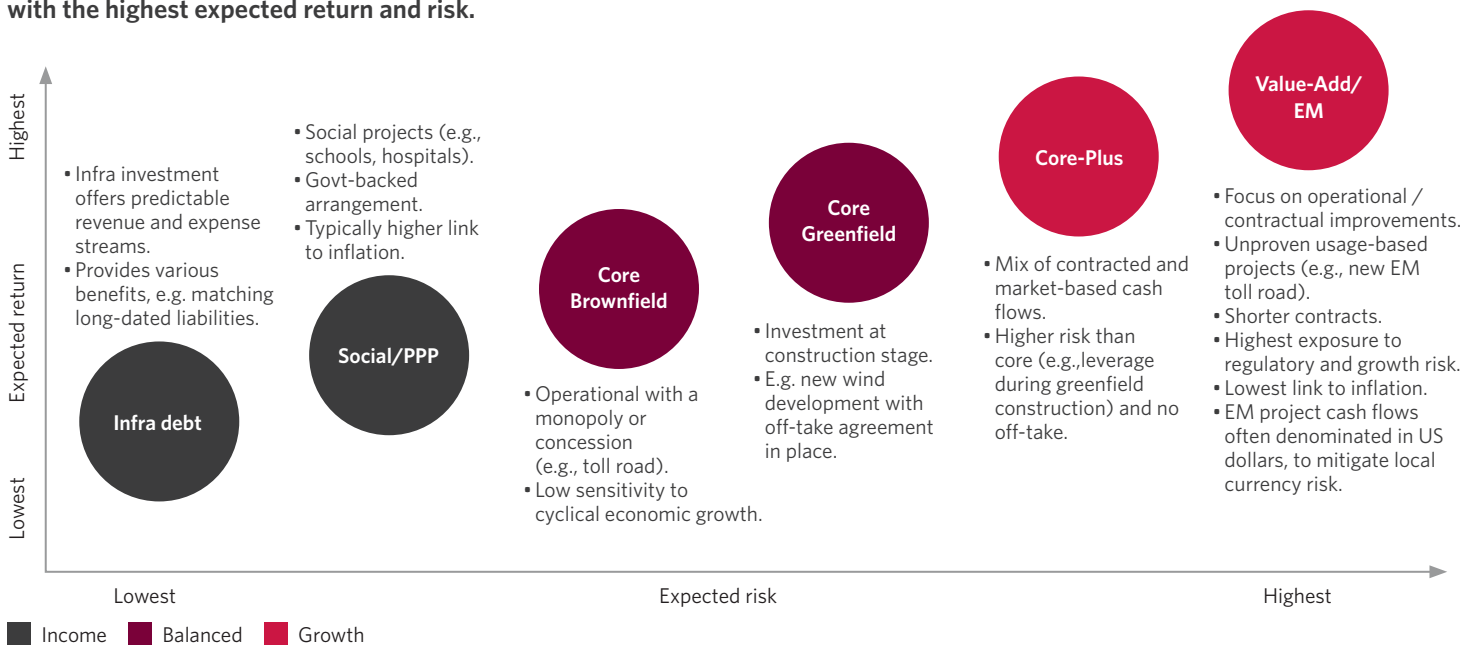 with the highest expected return and risk.
Highest
Expected return
Lowest
• Infra investment
offers predictable
revenue and expense
streams.
• Provides various
benefits, e.g. matching
long-dated liabilities.
Infra debt
• Social projects (e.g.,
schools, hospitals).
• Govt-backed
arrangement.
• Typically higher link
to inflation.
Social/PPP
Core
Brownfield
• Operational with a
monopoly or
concession
(e.g., toll road).
• Low sensitivity to
cyclical economic growth.
Core
Greenfield
• Investment at
construction stage.
• E.g. new wind
development with
off-take agreement
in place.
Core-Plus
• Mix of contracted and
market-based cash
flows.
• Higher risk than
core (e.g.,leverage
during greenfield
construction) and no
off-take.
Value-Add/
EM
• Focus on operational /
contractual improvements.
• Unproven usage-based
projects (e.g., new EM
toll road).
• Shorter contracts.
• Highest exposure to
regulatory and growth risk.
• Lowest link to inflation.
• EM project cash flows
often denominated in US
dollars, to mitigate local
currency risk.
Lowest
Expected risk
Highest
Income
Balanced
Growth